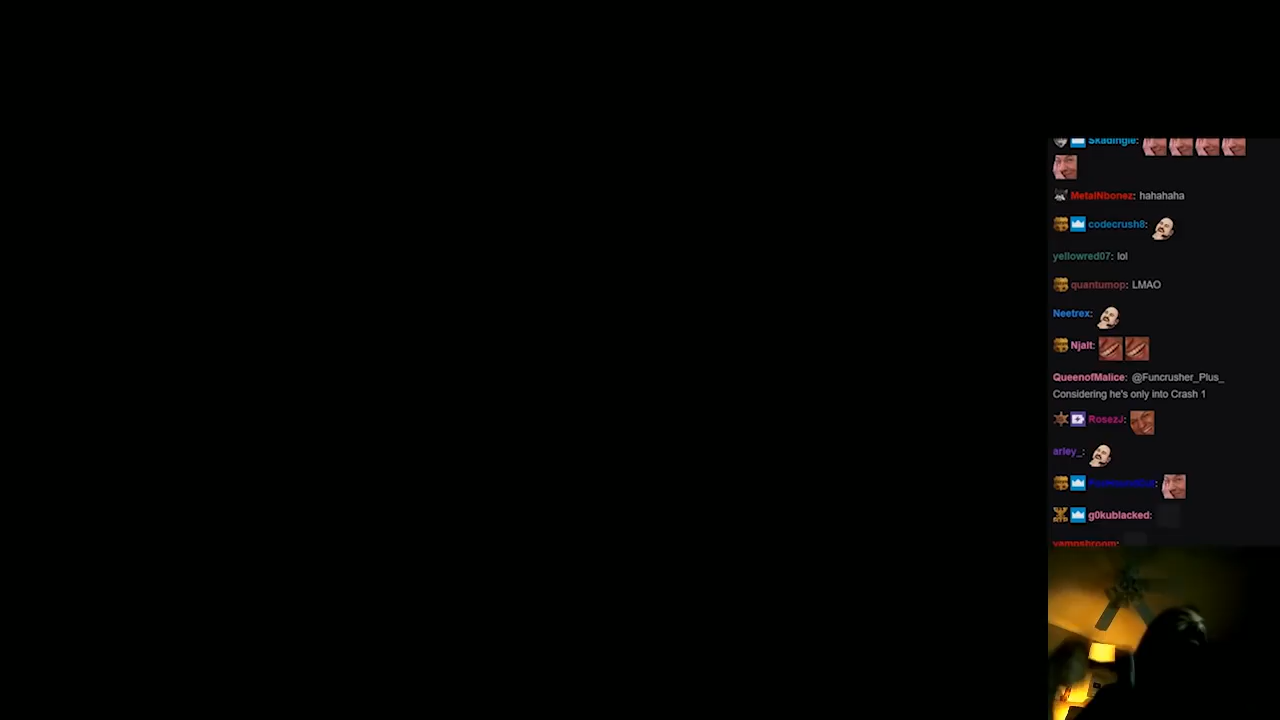 Skadingle:
MetalNbonez: hahahaha
codecrush8:
yellowred07: lol
quantumop: LMAO
Neetrex:
Njalt:
QueenofMalice: @Funcrusher_Plus_
Considering he's only into Crash 1
RosezJ:
arley_:
g0kublacked:
vampshroom: